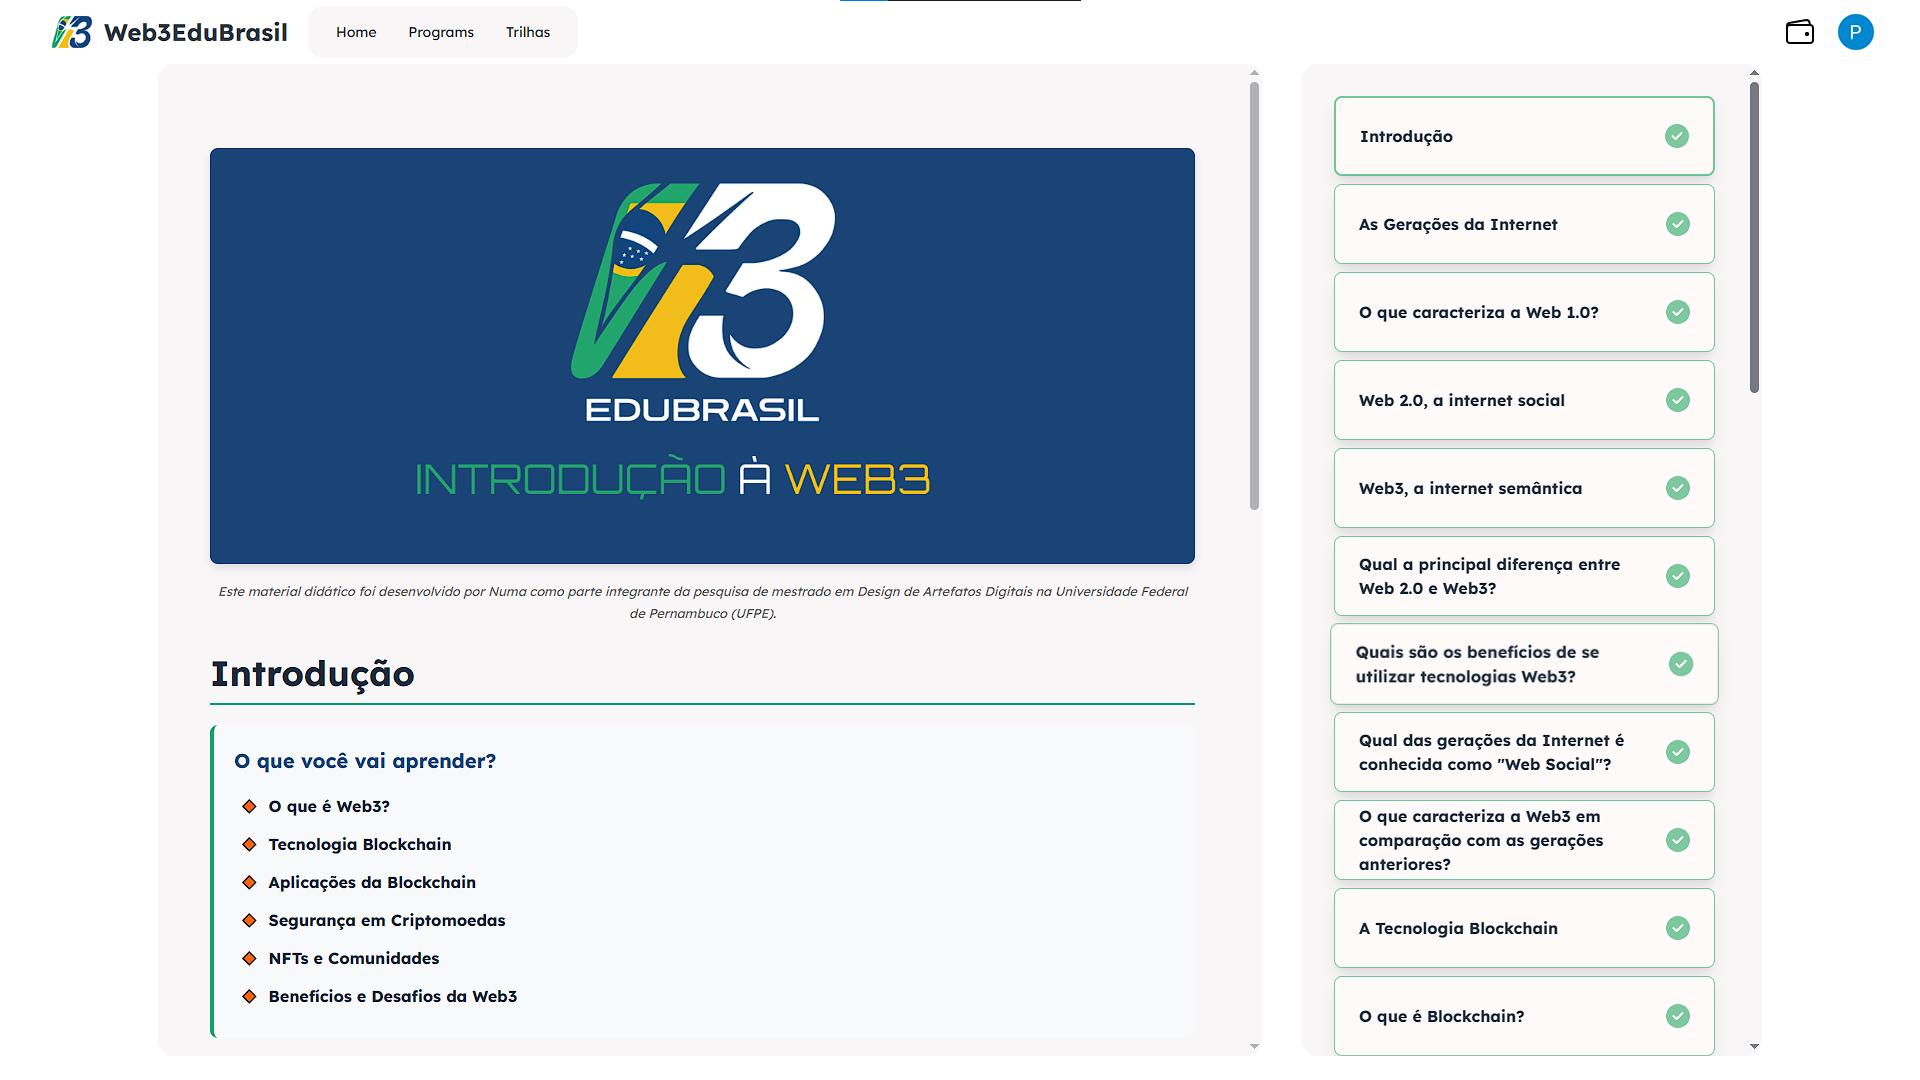 Web3EduBrasil
Home
Programs
Trilhas
P
EDUBRASIL
INTRODUÇÃO À WEB3
Este material didático foi desenvolvido por Numa como parte integrante da pesquisa de mestrado em Design de Artefatos Digitais na Universidade Federal
de Pernambuco (UFPE).
Introdução
O que você vai aprender?
O que é Web3?
Tecnologia Blockchain
Aplicações da Blockchain
Segurança em Criptomoedas
NFTs e Comunidades
Benefícios e Desafios da Web3
Introdução
As Gerações da Internet
O que caracteriza a Web 1.0?
Web 2.0, a internet social
Web3, a internet semântica
Qual a principal diferença entre
Web 2.0 e Web3?
Quais são os benefícios de se
utilizar tecnologias Web3?
Qual das gerações da Internet é
conhecida como "Web Social"?
O que caracteriza a Web3 em
comparação com as gerações
anteriores?
A Tecnologia Blockchain
O que é Blockchain?